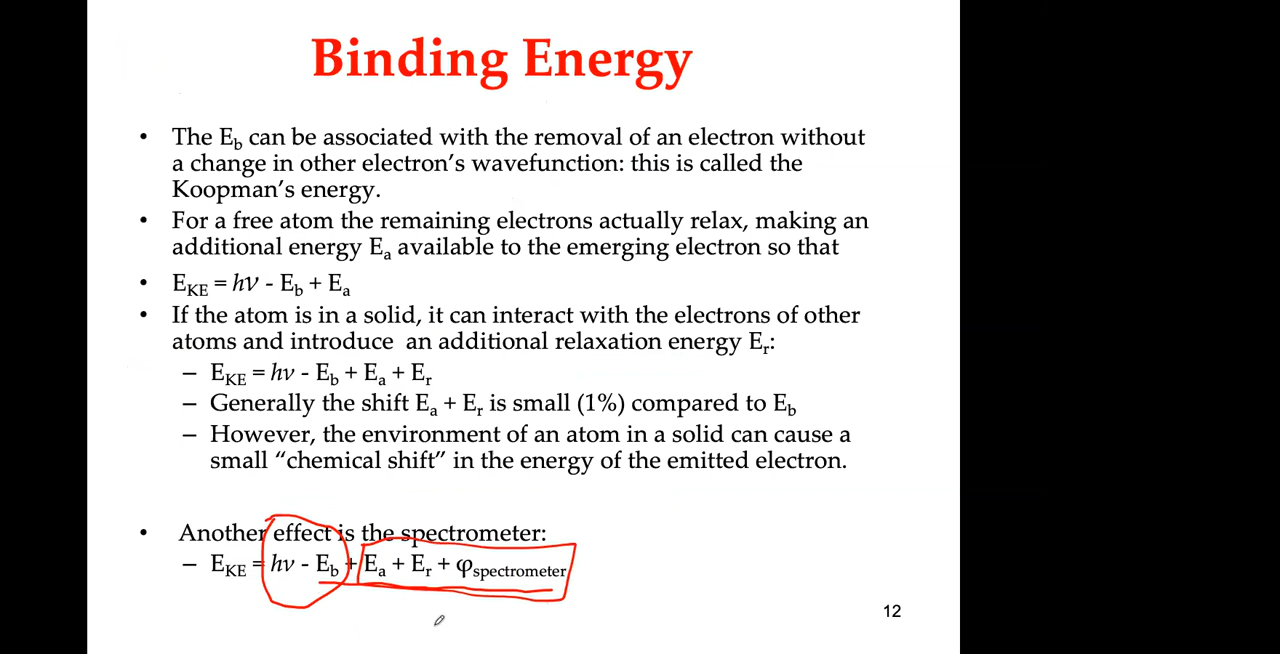 Binding Energy
• The Eb can be associated with the removal of an electron without
a change in other electron's wavefunction: this is called the
Koopman's energy.
• For a free atom the remaining electrons actually relax, making an
additional energy Ea available to the emerging electron so that
• EKE = hν - Eb + Ea
• If the atom is in a solid, it can interact with the electrons of other
atoms and introduce an additional relaxation energy Er:
– EKE = hν - Eb + Ea + Er
– Generally the shift Ea + Er is small (1%) compared to Eb
– However, the environment of an atom in a solid can cause a
small “chemical shift” in the energy of the emitted electron.
• Another effect is the spectrometer:
– EKE = hν - Eb + Ea + Er + φspectrometer
12